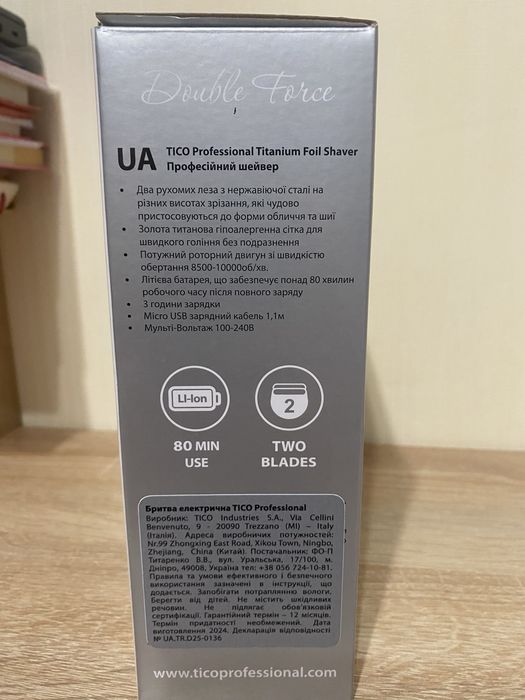 Double Force
UA
TICO Professional Titanium Foil Shaver
Професійний шейвер
• Два рухомих леза з нержавіючої сталі на
різних висотах зрізання, які чудово
пристосовуються до форми обличчя та шиї
• Золота титанова гіпоалергенна сітка для
швидкого гоління без подразнення
• Потужний роторний двигун зі швидкістю
обертання 8500-10000об/хв.
• Літієва батарея, що забезпечує понад 80 хвилин
робочого часу після повного заряду
• 3 години зарядки
• Micro USB зарядний кабель 1,1м
• Мульти-Вольтаж 100-240В
LI-Ion
2
80 MIN
USE
TWO
BLADES
Бритва електрична TICO Professional
Виробник: TICO Industries S.A., Via Cellini
Benvenuto, 9 - 20090 Trezzano (MI) – Italy
(Італія). Адреса виробничих потужностей:
Nr.99 Zhongxing East Road, Xikou Town, Ningbo,
Zhejiang, China (Китай). Постачальник: ФО-П
Титаренко В.В., вул. Уральська, 17/100, м.
Дніпро, 49008, Україна тел: +38 056 724-10-81.
Правила та умови ефективного і безпечного
використання зазначені в інструкції, що
додається. Запобігати потраплянню вологи.
Берегти від дітей. Не містить шкідливих
речовин. Не підлягає обов'язковій
сертифікації. Гарантійний термін – 12 місяців.
Термін придатності необмежений. Дата
виготовлення 2024. Декларація відповідності
№ UA.TR.D25-0136
www.ticoprofessional.com